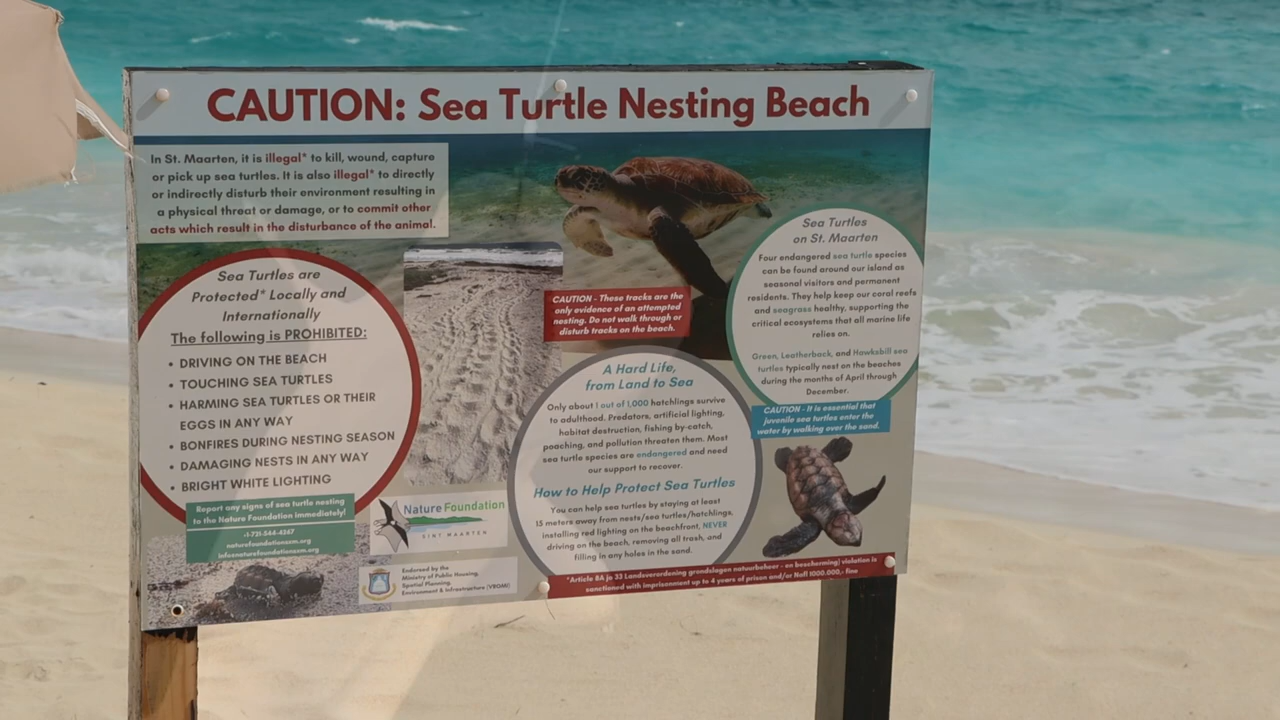 CAUTION: Sea Turtle Nesting Beach
In St. Maarten, it is illegal* to kill, wound, capture
or pick up sea turtles. It is also illegal* to directly
or indirectly disturb their environment resulting in
a physical threat or damage, or to commit other
acts which result in the disturbance of the animal.
Sea Turtles are
Protected* Locally and
Internationally
The following is PROHIBITED:
• DRIVING ON THE BEACH
• TOUCHING SEA TURTLES
• HARMING SEA TURTLES OR THEIR
EGGS IN ANY WAY
• BONFIRES DURING NESTING SEASON
• DAMAGING NESTS IN ANY WAY
• BRIGHT WHITE LIGHTING
Report any signs of sea turtle nesting
to the Nature Foundation immediately!
+1-721-544-4267
naturefoundationsxm.org
info@naturefoundationsxm.org
CAUTION - These tracks are the
only evidence of an attempted
nesting. Do not walk through or
disturb tracks on the beach.
Nature Foundation
SINT MAARTEN
Endorsed by the
Ministry of Public Housing,
Spatial Planning,
Environment & Infrastructure (VROMI)
A Hard Life,
from Land to Sea
Only about 1 out of 1,000 hatchlings survive
to adulthood. Predators, artificial lighting,
habitat destruction, fishing by-catch,
poaching, and pollution threaten them. Most
sea turtle species are endangered and need
our support to recover.
How to Help Protect Sea Turtles
You can help sea turtles by staying at least
15 meters away from nests/sea turtles/hatchlings,
installing red lighting on the beachfront, NEVER
driving on the beach, removing all trash, and
filling in any holes in the sand.
Sea Turtles
on St. Maarten
Four endangered sea turtle species
can be found around our island as
seasonal visitors and permanent
residents. They help keep our coral reefs
and seagrass healthy, supporting the
critical ecosystems that all marine life
relies on.
Green, Leatherback, and Hawksbill sea
turtles typically nest on the beaches
during the months of April through
December.
CAUTION - It is essential that
juvenile sea turtles enter the
water by walking over the sand.
*Article 8A jo 33 Landsverordening grondslagen natuurbeheer - en bescherming| violation is
sanctioned with imprisonment up to 4 years of prison and/or Nafl 1000.000,- fine